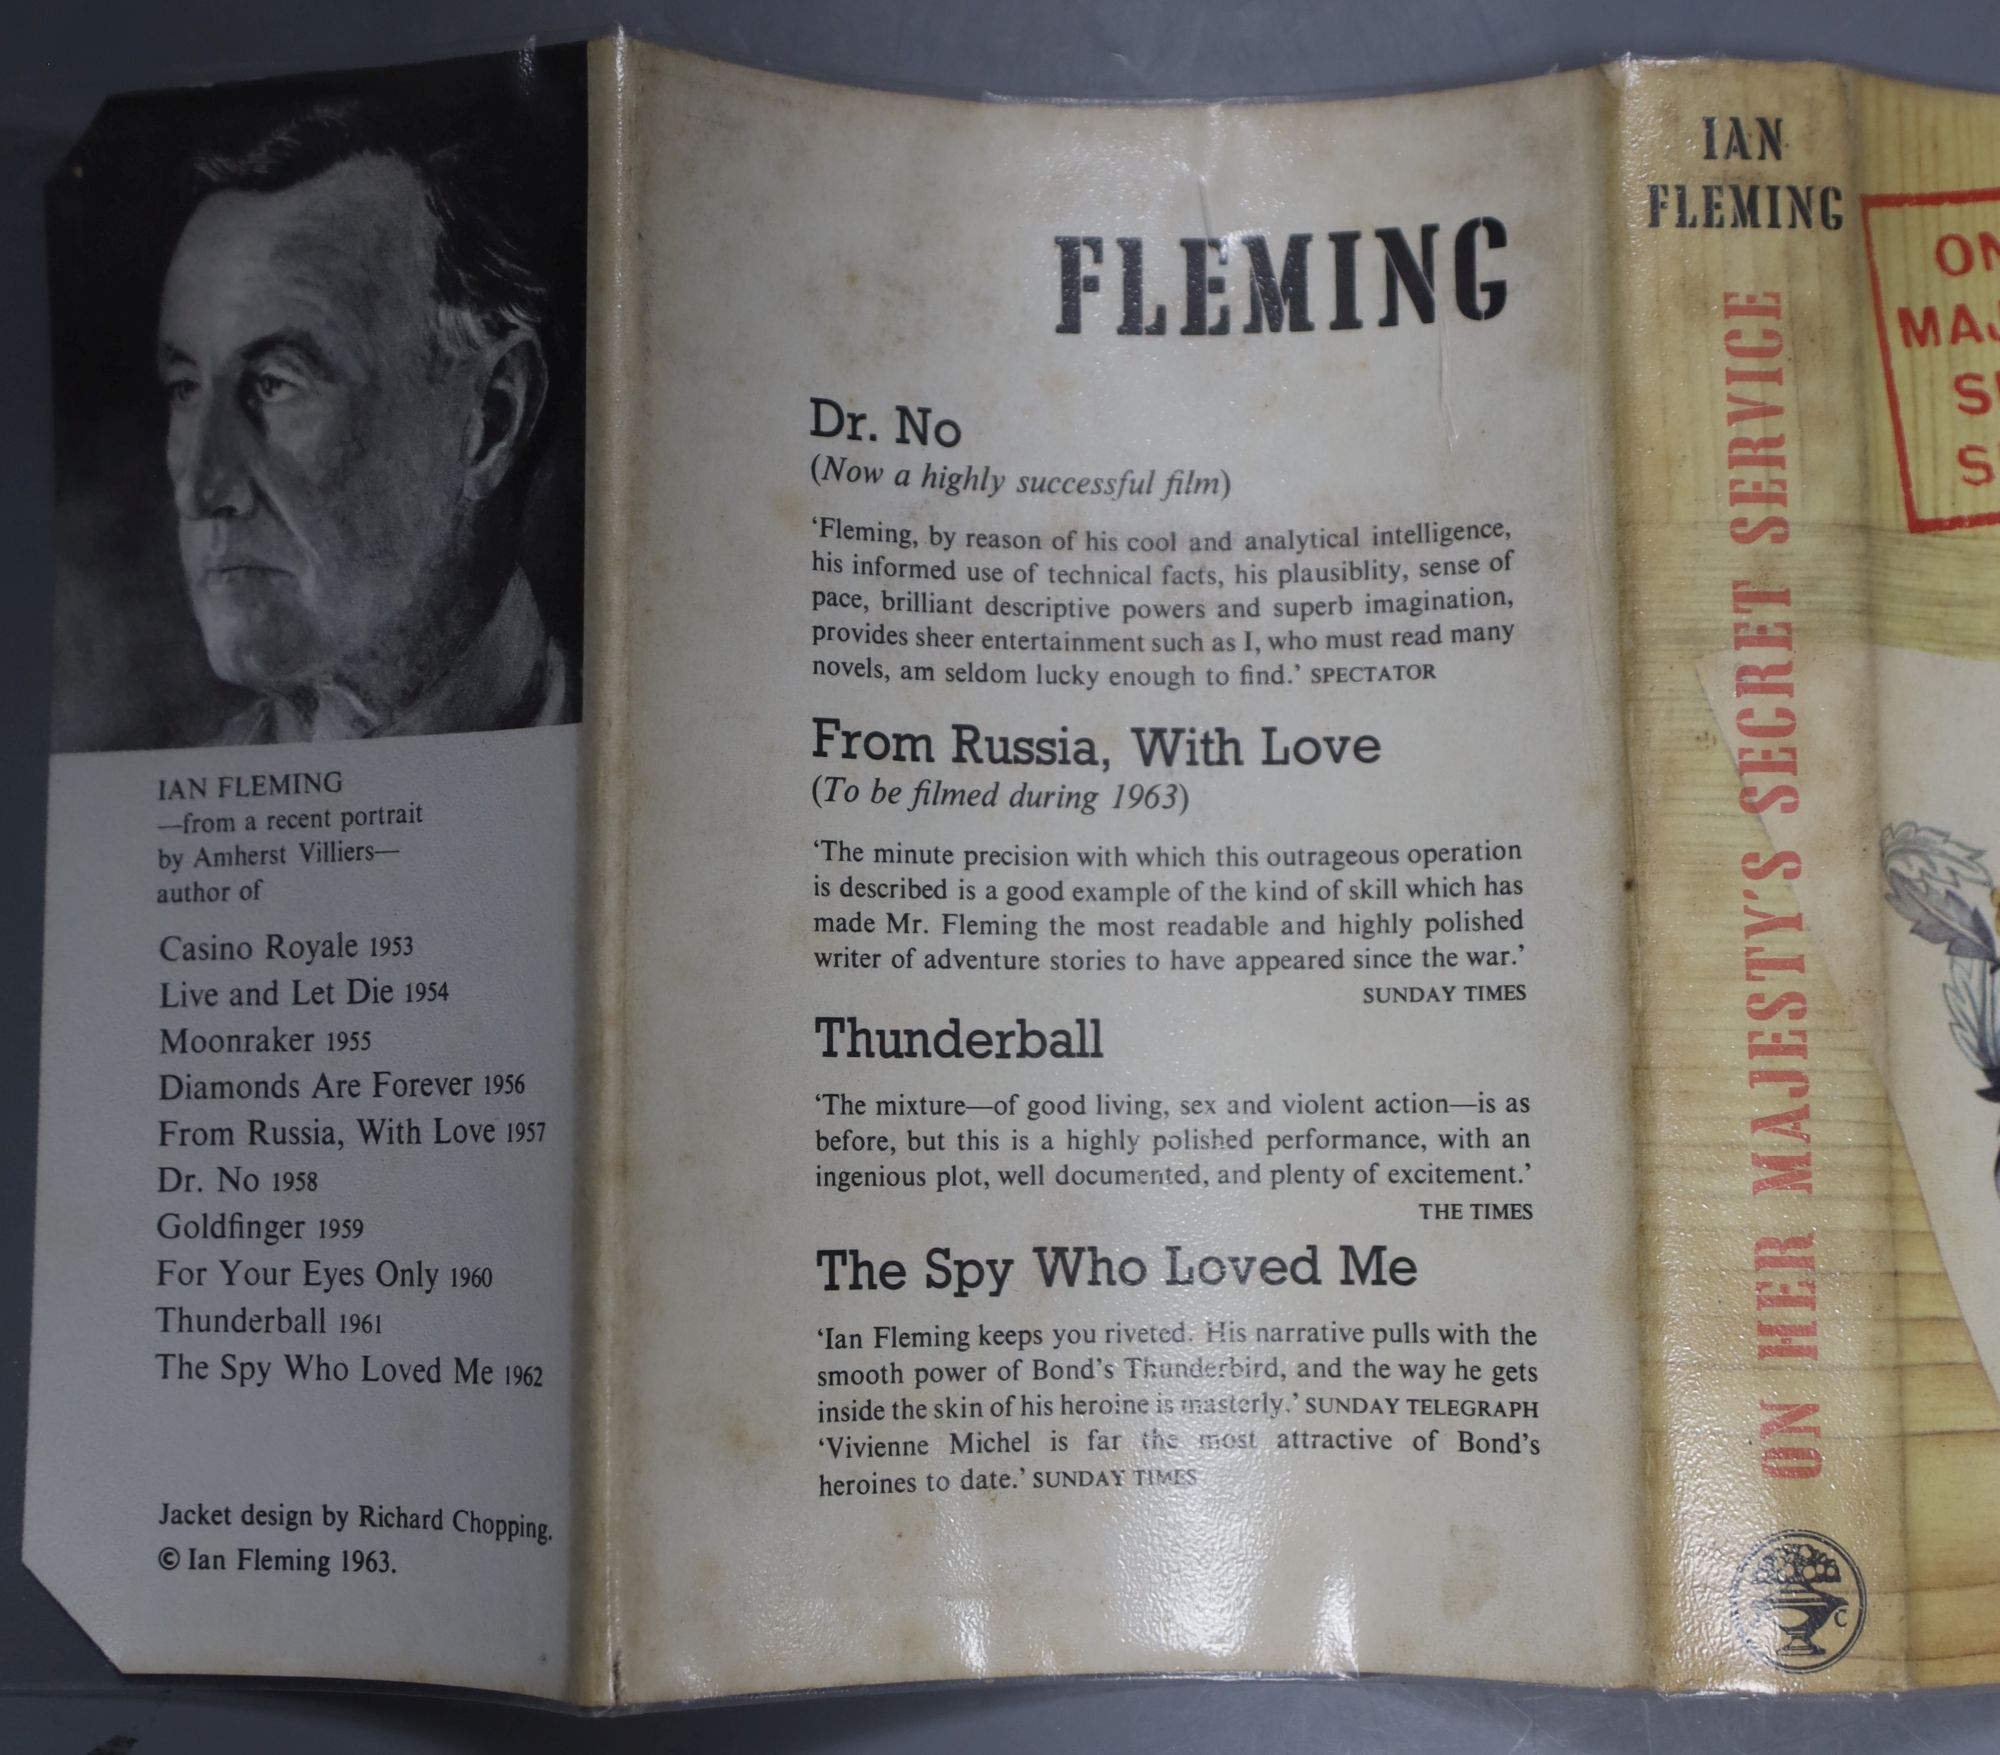 IAN FLEMING
—from a recent portrait
by Amherst Villiers—
author of
Casino Royale 1953
Live and Let Die 1954
Moonraker 1955
Diamonds Are Forever 1956
From Russia, With Love 1957
Dr. No 1958
Goldfinger 1959
For Your Eyes Only 1960
Thunderball 1961
The Spy Who Loved Me 1962
Jacket design by Richard Chopping.
© Ian Fleming 1963.
FLEMING
Dr. No
(Now a highly successful film)
‘Fleming, by reason of his cool and analytical intelligence,
his informed use of technical facts, his plausiblity, sense of
pace, brilliant descriptive powers and superb imagination,
provides sheer entertainment such as I, who must read many
novels, am seldom lucky enough to find.’ SPECTATOR
From Russia, With Love
(To be filmed during 1963)
‘The minute precision with which this outrageous operation
is described is a good example of the kind of skill which has
made Mr. Fleming the most readable and highly polished
writer of adventure stories to have appeared since the war.’
SUNDAY TIMES
Thunderball
‘The mixture—of good living, sex and violent action—is as
before, but this is a highly polished performance, with an
ingenious plot, well documented, and plenty of excitement.’
THE TIMES
The Spy Who Loved Me
‘Ian Fleming keeps you riveted. His narrative pulls with the
smooth power of Bond’s Thunderbird, and the way he gets
inside the skin of his heroine is masterly.’ SUNDAY TELEGRAPH
‘Vivienne Michel is far the most attractive of Bond’s
heroines to date.’ SUNDAY TIMES
IAN
FLEMING
ON HER MAJESTY’S SECRET SERVICE
C
ON
MAJ
S
S